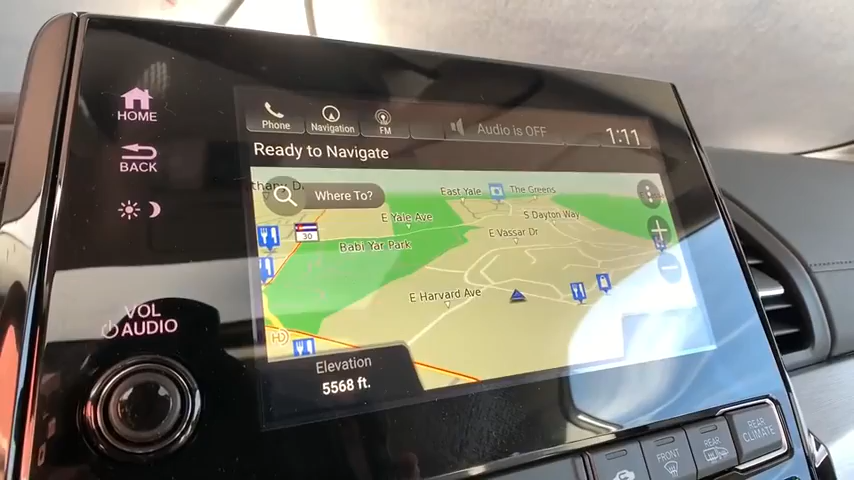 HOME
BACK
VOL
AUDIO
Phone
Navigation
FM
Audio is OFF
1:11
Ready to Navigate
Where To?
East Yale
The Greens
E Yale Ave
S Dayton Way
30
Babi Yar Park
E Vassar Dr
E Harvard Ave
Elevation
5568 ft.
FRONT
REAR
REAR
CLIMATE